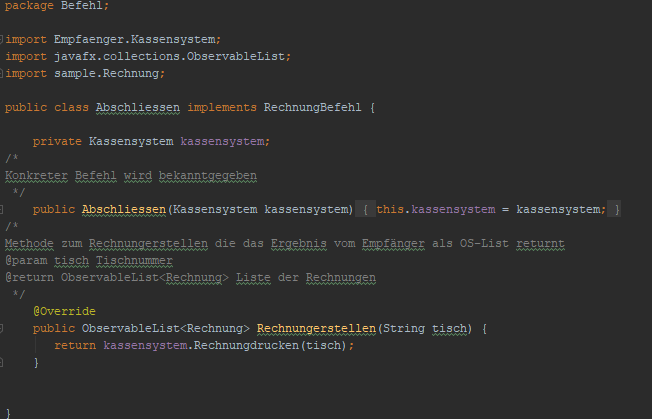 package Befehl;
import Empfaenger.Kassensystem;
import javafx.collections.ObservableList;
import sample.Rechnung;
public class Abschliessen implements RechnungBefehl {
private Kassensystem kassensystem;
/*
Konkreter Befehl wird bekanntgegeben
*/
public Abschliessen(Kassensystem kassensystem) { this.kassensystem = kassensystem; }
/*
Methode zum Rechnungerstellen die das Ergebnis vom Empfänger als OS-List returnt
@param tisch Tischnummer
@return ObservableList<Rechnung> Liste der Rechnungen
*/
@Override
public ObservableList<Rechnung> Rechnungerstellen(String tisch) {
return kassensystem.Rechnungdrucken(tisch);
}
}